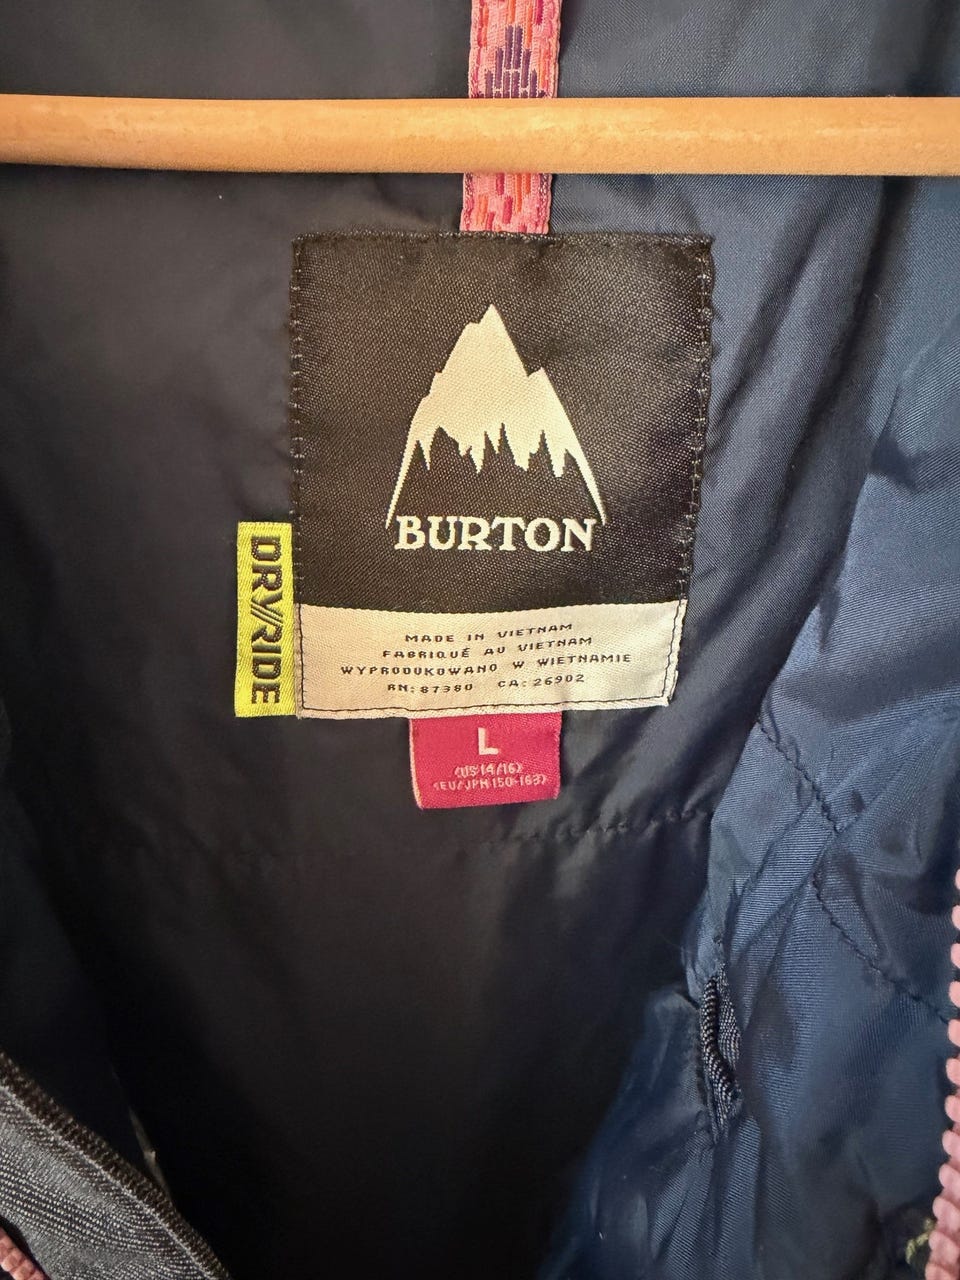 BURTON
DRY//RIDE
MADE IN VIETNAM
FABRIQUÉ AU VIETNAM
WYPRODUKOWANO W WIETNAMIE
RN: 87380 CA: 26902
L
<US 14/16>
<EU/JPN 150-163>